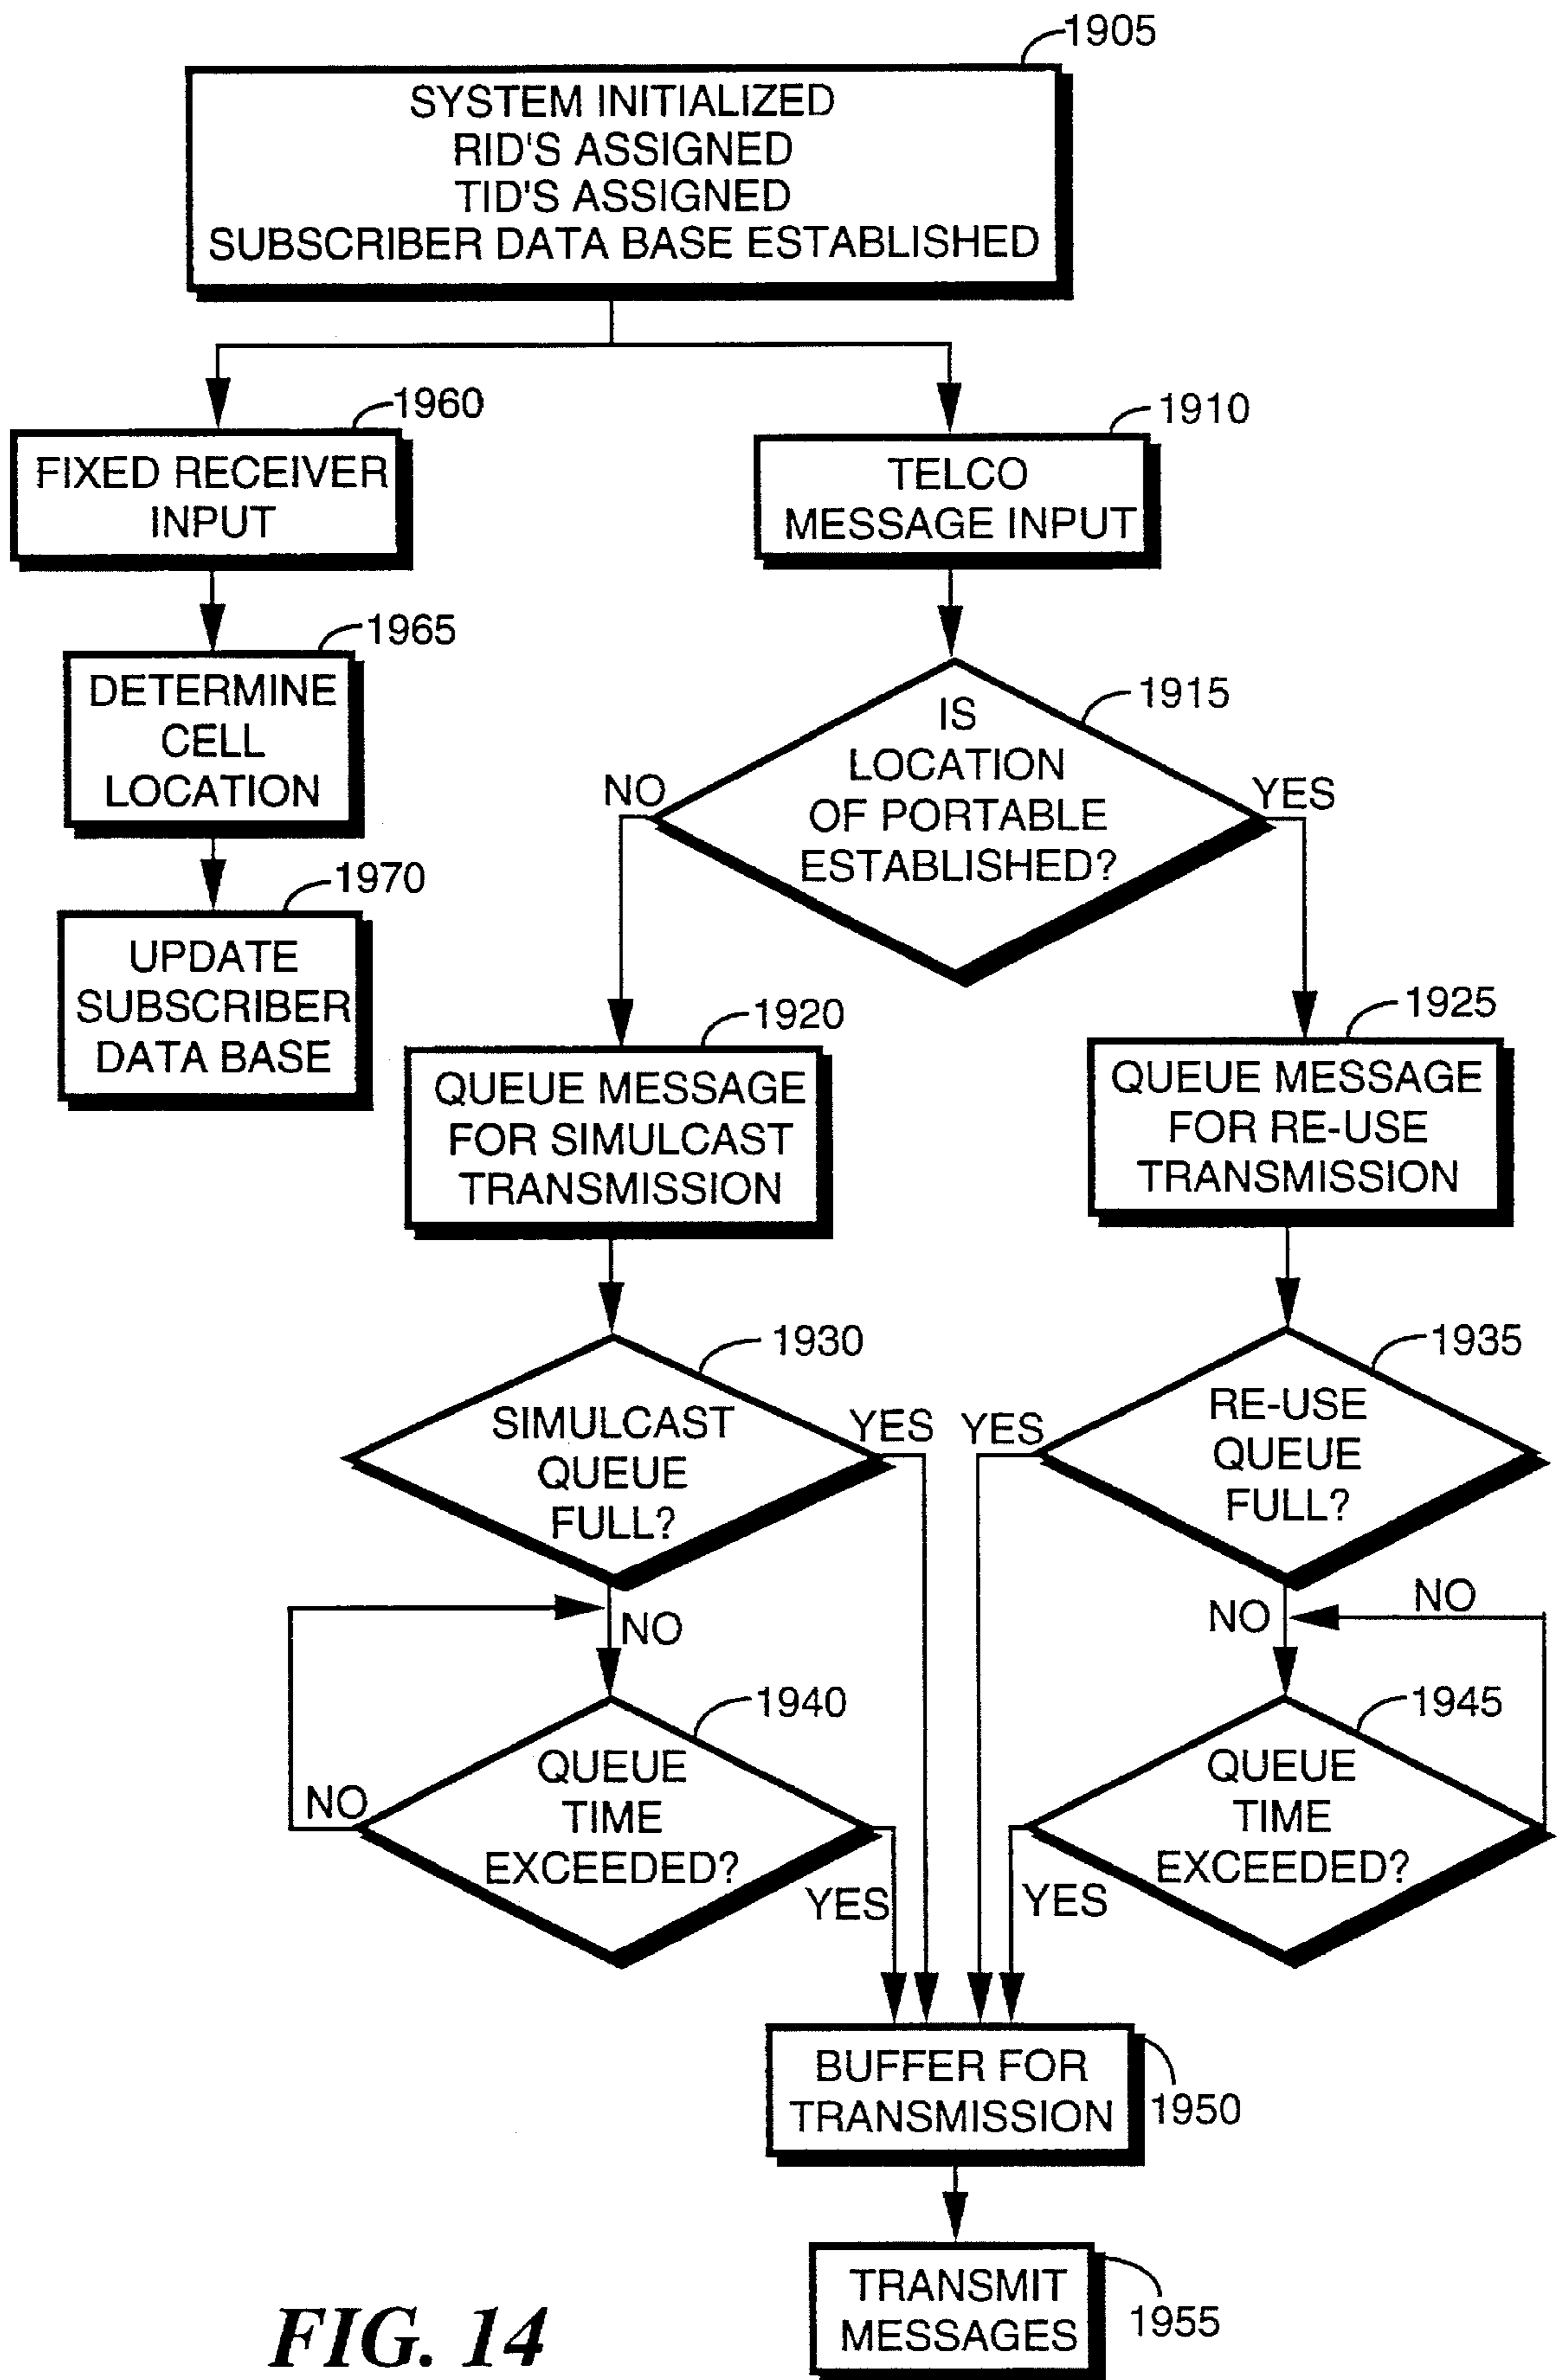 1905
SYSTEM INITIALIZED
RID'S ASSIGNED
TID'S ASSIGNED
SUBSCRIBER DATA BASE ESTABLISHED
1960
FIXED RECEIVER
INPUT
1910
TELCO
MESSAGE INPUT
1965
DETERMINE
CELL
LOCATION
1915
IS
LOCATION
OF PORTABLE
ESTABLISHED?
NO
YES
1970
UPDATE
SUBSCRIBER
DATA BASE
1920
QUEUE MESSAGE
FOR SIMULCAST
TRANSMISSION
1925
QUEUE MESSAGE
FOR RE-USE
TRANSMISSION
1930
SIMULCAST
QUEUE
FULL?
YES
NO
1935
RE-USE
QUEUE
FULL?
YES
NO
NO
1940
QUEUE
TIME
EXCEEDED?
NO
YES
1945
QUEUE
TIME
EXCEEDED?
YES
BUFFER FOR
TRANSMISSION
1950
TRANSMIT
MESSAGES
1955
FIG. 14